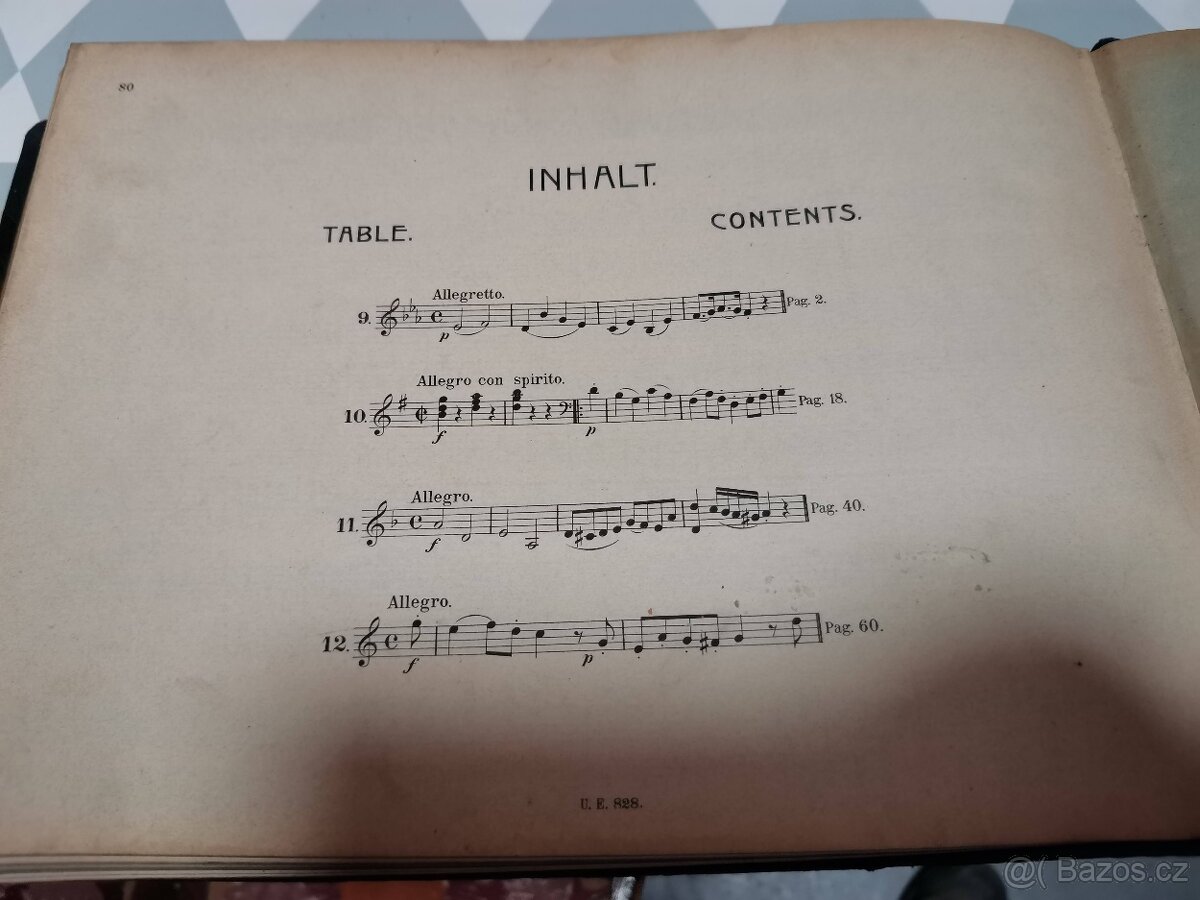 80
INHALT.
TABLE.
CONTENTS.
Allegretto.
9. p Pag. 2.
Allegro con spirito.
10. f p Pag. 18.
Allegro.
11. f Pag. 40.
Allegro.
12. f p Pag. 60.
U. E. 828.
@( Bazos.cz